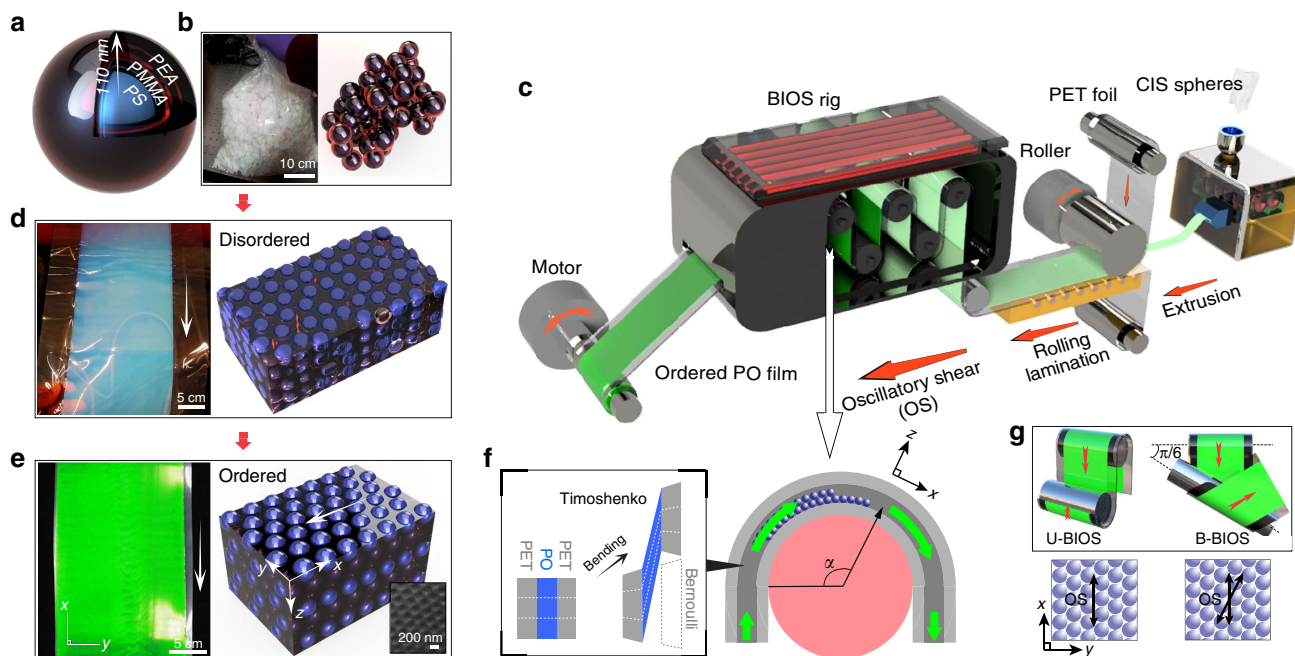 a
110 nm
PEA
PMMA
PS
b
10 cm
c
BIOS rig
PET foil
CIS spheres
Roller
Motor
Extrusion
Rolling
lamination
Ordered PO film
Oscillatory shear
(OS)
d
5 cm
Disordered
e
x
y
5 cm
Ordered
y
x
z
200 nm
f
Timoshenko
Bending
PET
PO
PET
Bernoulli
z
x
α
g
π/6
U-BIOS
B-BIOS
OS
OS
x
y